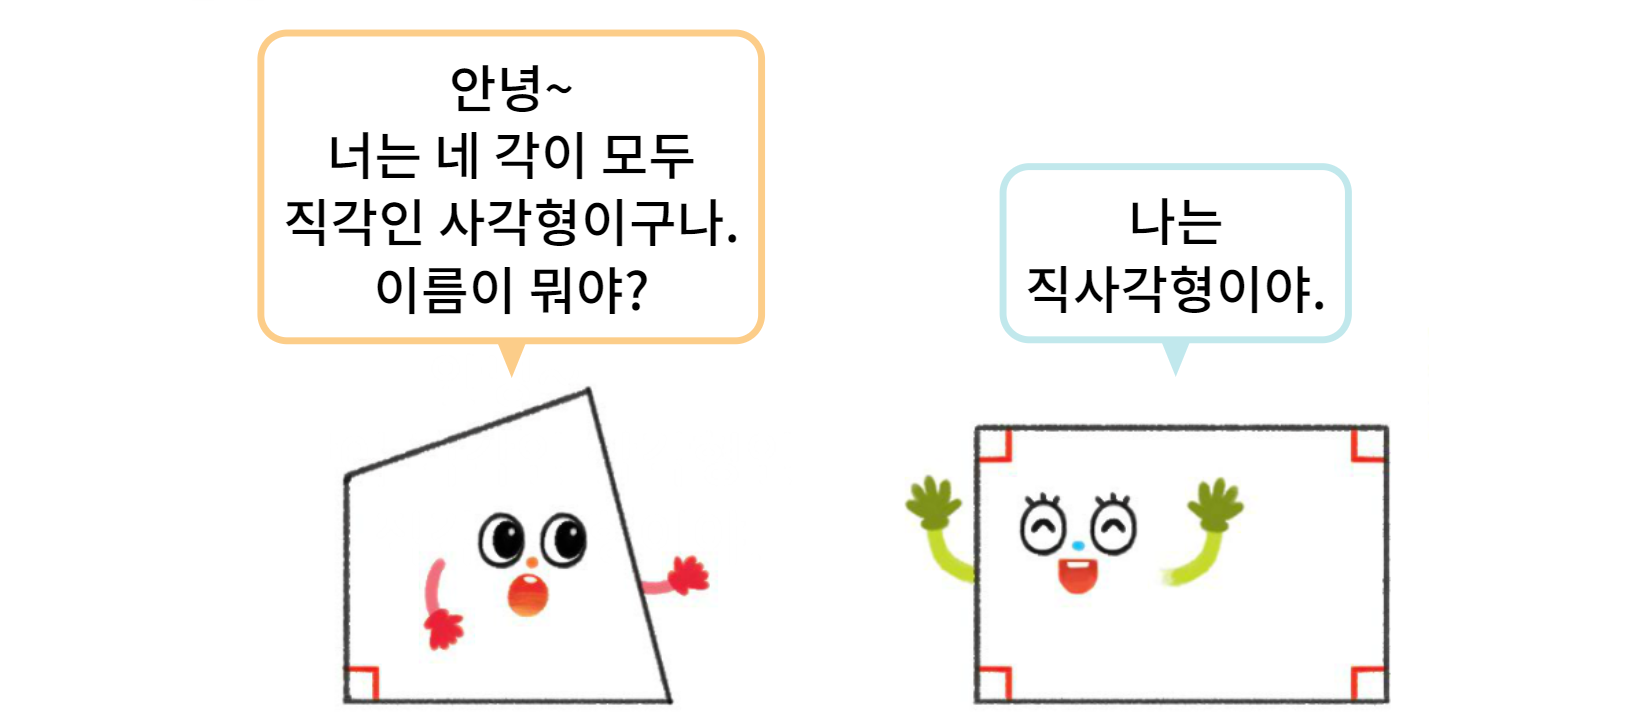 안녕~
너는 네 각이 모두
직각인 사각형이구나.
이름이 뭐야?
나는
직사각형이야.